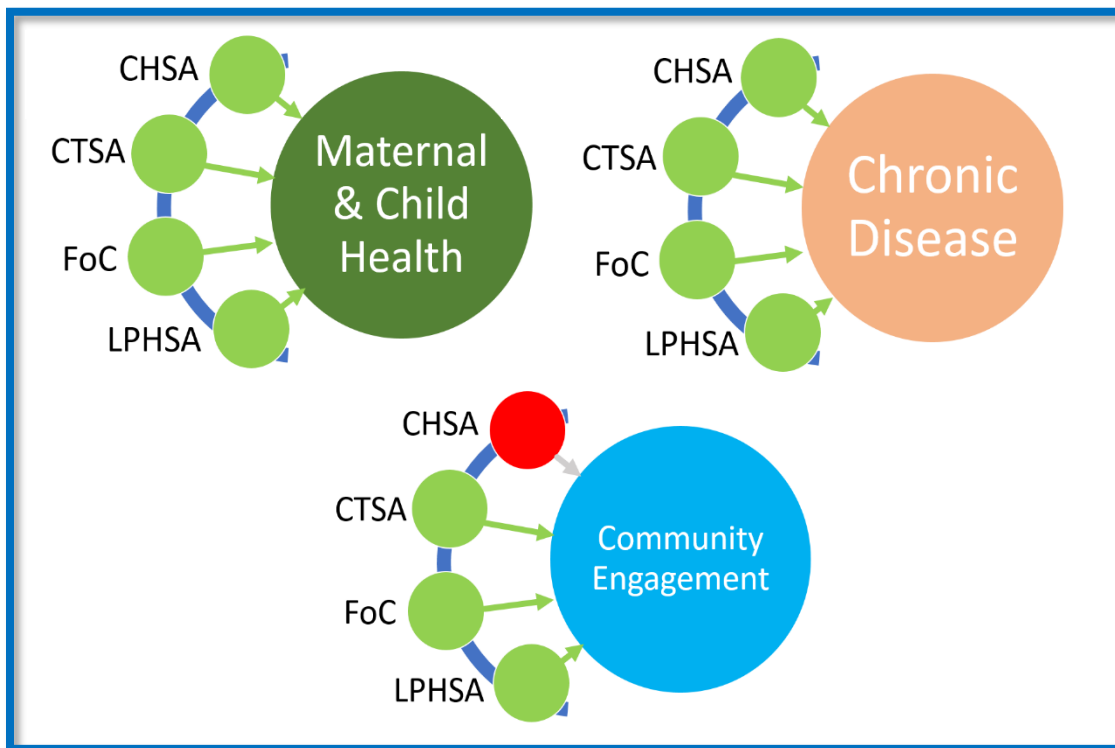 CHSA
CTSA
FoC
LPHSA
Maternal
& Child
Health
CHSA
CTSA
FoC
LPHSA
Chronic
Disease
CHSA
CTSA
FoC
LPHSA
Community
Engagement